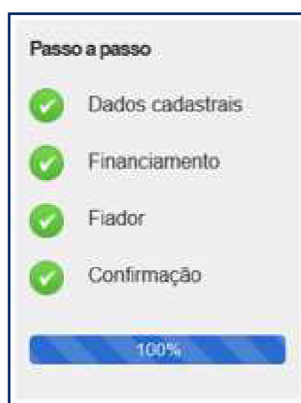 Passo a passo
Dados cadastrais
Financiamento
Fiador
Confirmação
100%